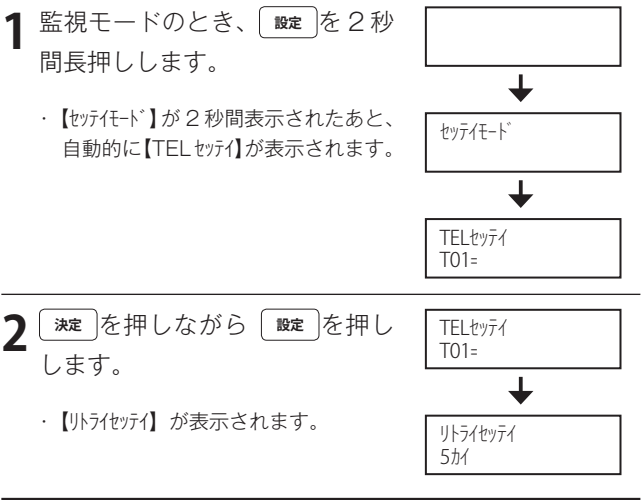 1 監視モードのとき、設定を2秒
間長押しします。
・【ｾｯﾃｲﾓｰﾄﾞ】が2秒間表示されたあと、
自動的に【TELｾｯﾃｲ】が表示されます。
ｾｯﾃｲﾓｰﾄﾞ
TELｾｯﾃｲ
T01=
2 決定を押しながら 設定を押し
します。
・【ﾘﾄﾗｲｾｯﾃｲ】が表示されます。
TELｾｯﾃｲ
T01=
ﾘﾄﾗｲｾｯﾃｲ
5ｶｲ